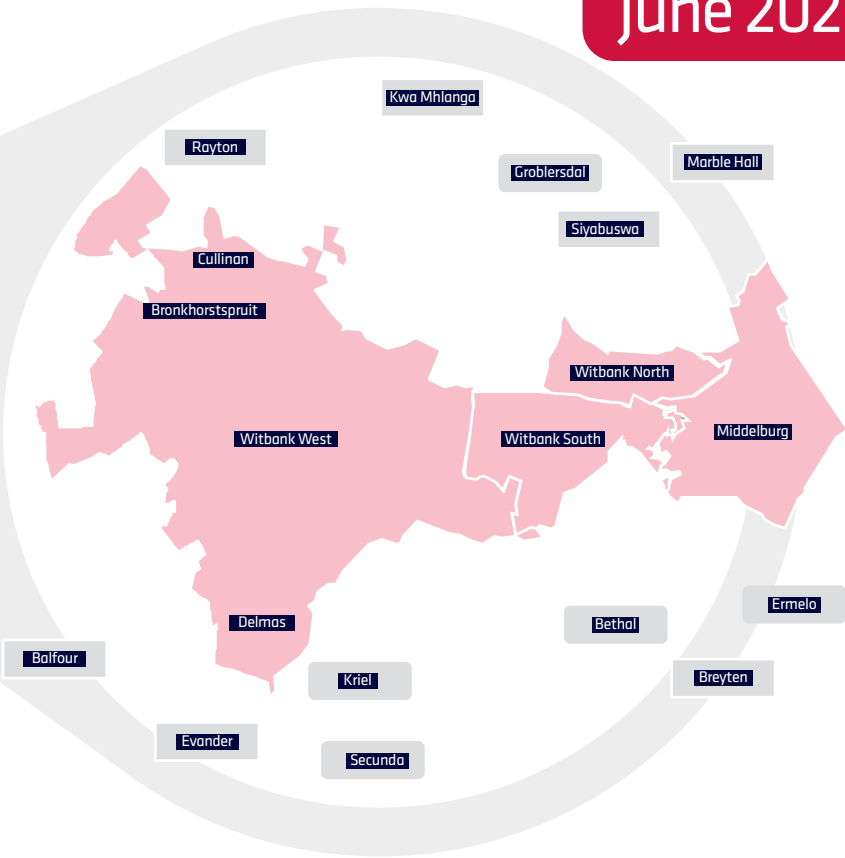 June 202
Kwa Mhlanga
Rayton
Marble Hall
Groblersdal
Siyabuswa
Cullinan
Bronkhorstspruit
Witbank North
Middelburg
Witbank West
Witbank South
Ermelo
Delmas
Bethal
Balfour
Kriel
Breyten
Evander
Secunda